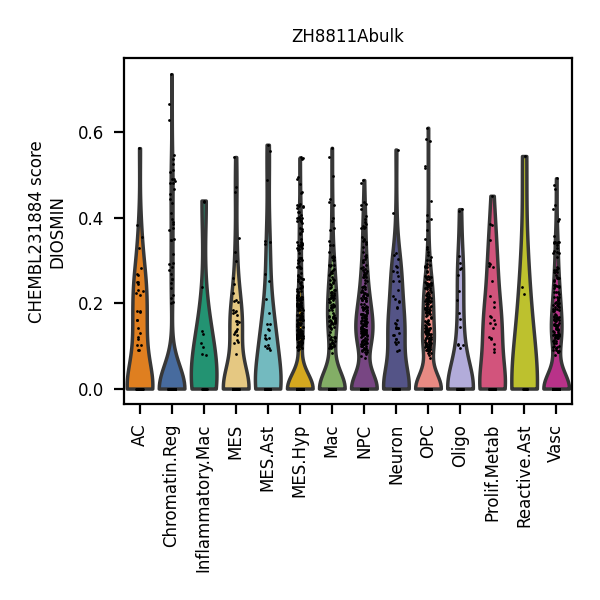 ZH8811Abulk
CHEMBL231884 score
DIOSMIN
0.6
0.4
0.2
0.0
AC
Chromatin.Reg
Inflammatory.Mac
MES
MES.Ast
MES.Hyp
Mac
NPC
Neuron
OPC
Oligo
Prolif.Metab
Reactive.Ast
Vasc